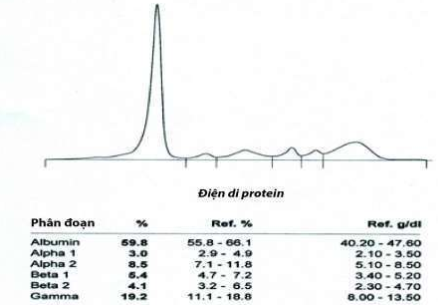 Điện di protein
Phân đoạn % Ref. % Ref. g/dl
Albumin 59.8 55.8 - 66.1 40.20 - 47.60
Alpha 1 3.0 2.9 - 4.9 2.10 - 3.50
Alpha 2 8.5 7.1 - 11.8 5.10 - 8.50
Beta 1 5.4 4.7 - 7.2 3.40 - 5.20
Beta 2 4.1 3.2 - 6.5 2.30 - 4.70
Gamma 19.2 11.1 - 18.8 8.00 - 13.50